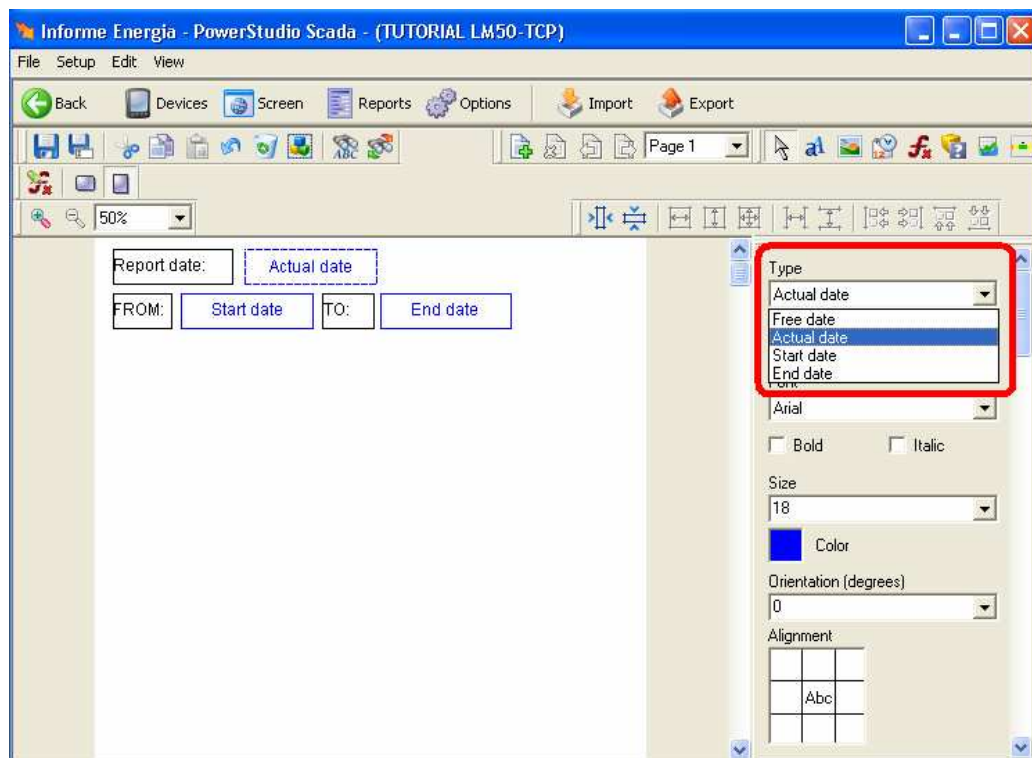 Informe Energia - PowerStudio Scada - (TUTORIAL LM50-TCP)
File Setup Edit View
Back Devices Screen Reports Options Import Export
Page 1
50%
Report date: Actual date
FROM: Start date TO: End date
Type
Actual date
Free date
Actual date
Start date
End date
Font
Arial
Bold Italic
Size
18
Color
Orientation (degrees)
0
Alignment
Abc